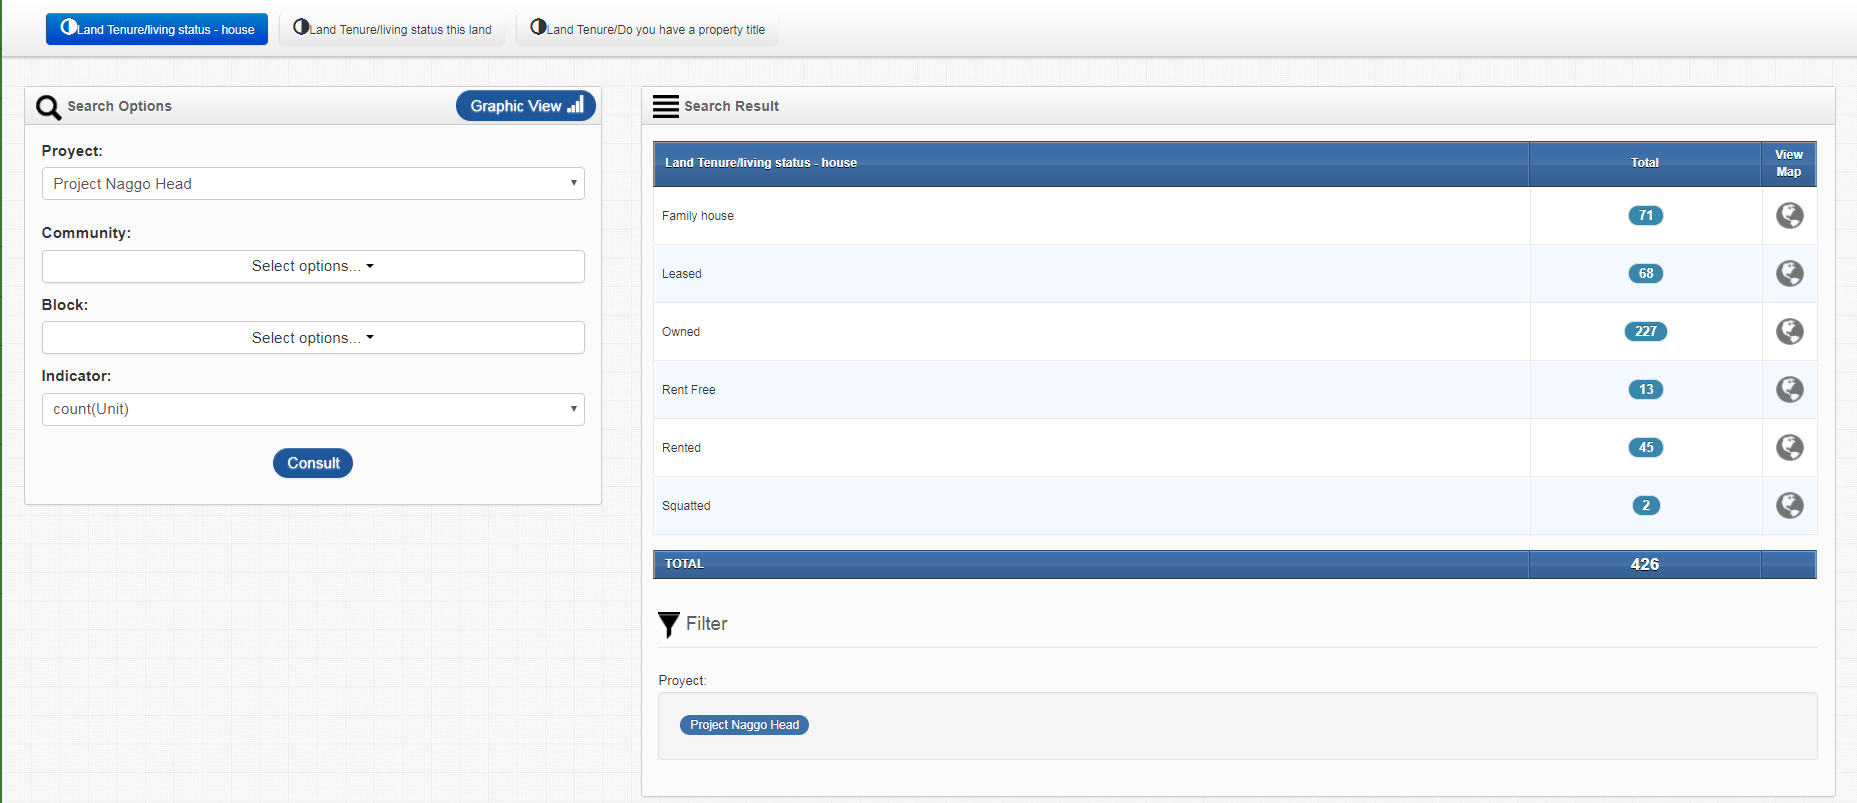 Land Tenure/living status - house
Land Tenure/living status this land
Land Tenure/Do you have a property title
Search Options
Graphic View
Proyect:
Project Naggo Head
Community:
Select options...
Block:
Select options...
Indicator:
count(Unit)
Consult
Search Result
Land Tenure/living status - house Total View Map
Family house 71
Leased 68
Owned 227
Rent Free 13
Rented 45
Squatted 2
TOTAL 426
Filter
Proyect:
Project Naggo Head